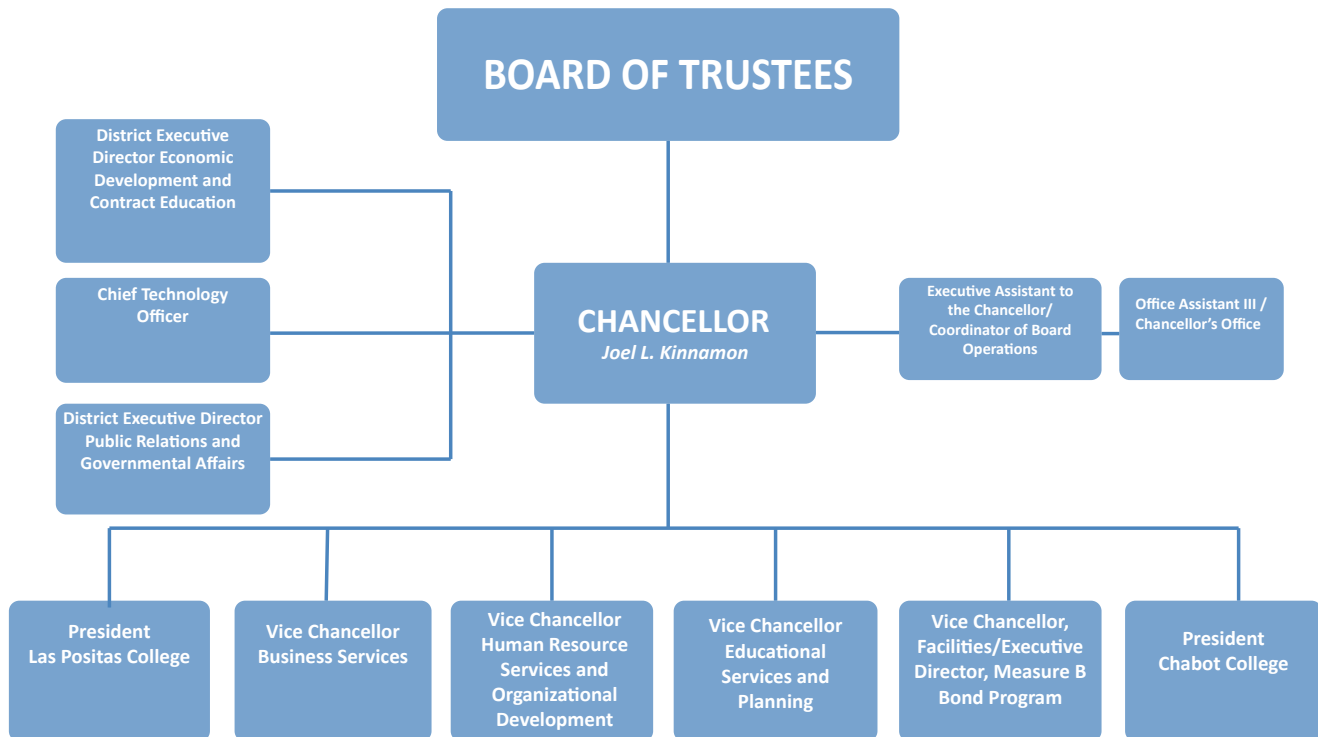 BOARD OF TRUSTEES
District Executive
Director Economic
Development and
Contract Education
Chief Technology
Officer
CHANCELLOR
Joel L. Kinnamon
Executive Assistant to
the Chancellor/
Coordinator of Board
Operations
Office Assistant III /
Chancellor’s Office
District Executive Director
Public Relations and
Governmental Affairs
President
Las Positas College
Vice Chancellor
Business Services
Vice Chancellor
Human Resource
Services and
Organizational
Development
Vice Chancellor
Educational
Services and
Planning
Vice Chancellor,
Facilities/Executive
Director, Measure B
Bond Program
President
Chabot College